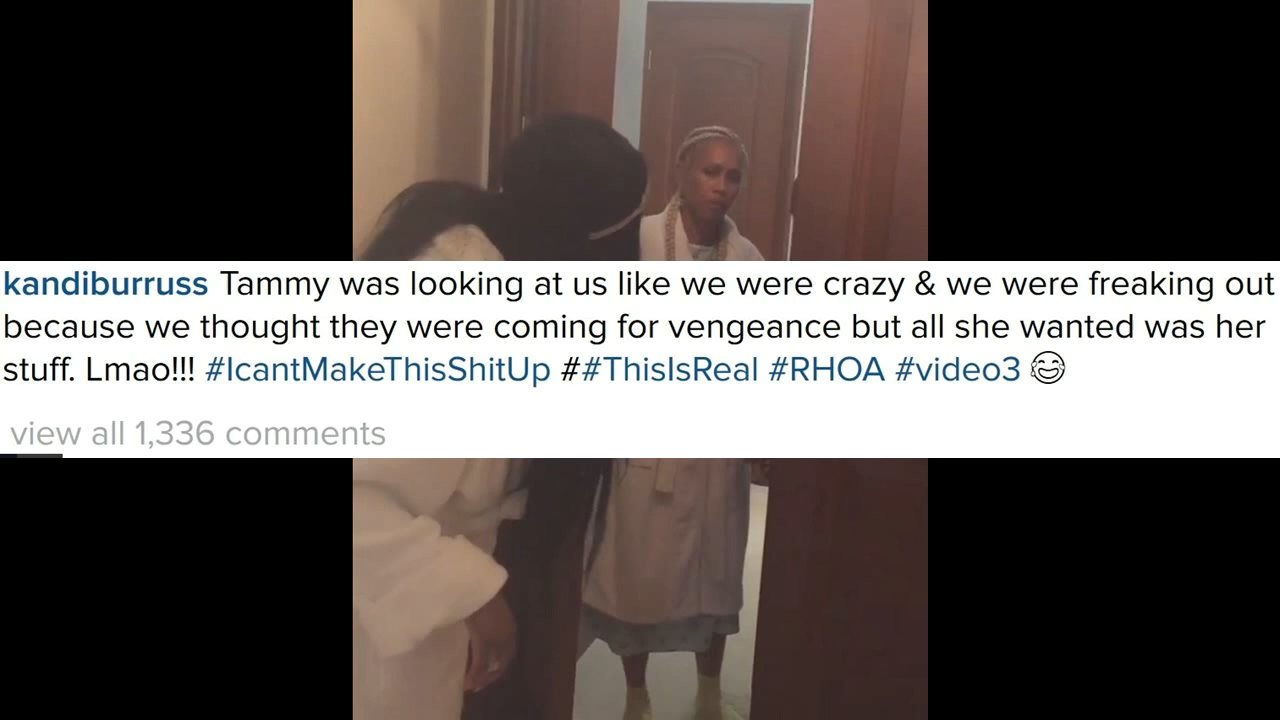 kandiburruss Tammy was looking at us like we were crazy & we were freaking out
because we thought they were coming for vengeance but all she wanted was her
stuff. Lmao!!! #IcantMakeThisShitUp ##ThisIsReal #RHOA #video3 😂
view all 1,336 comments